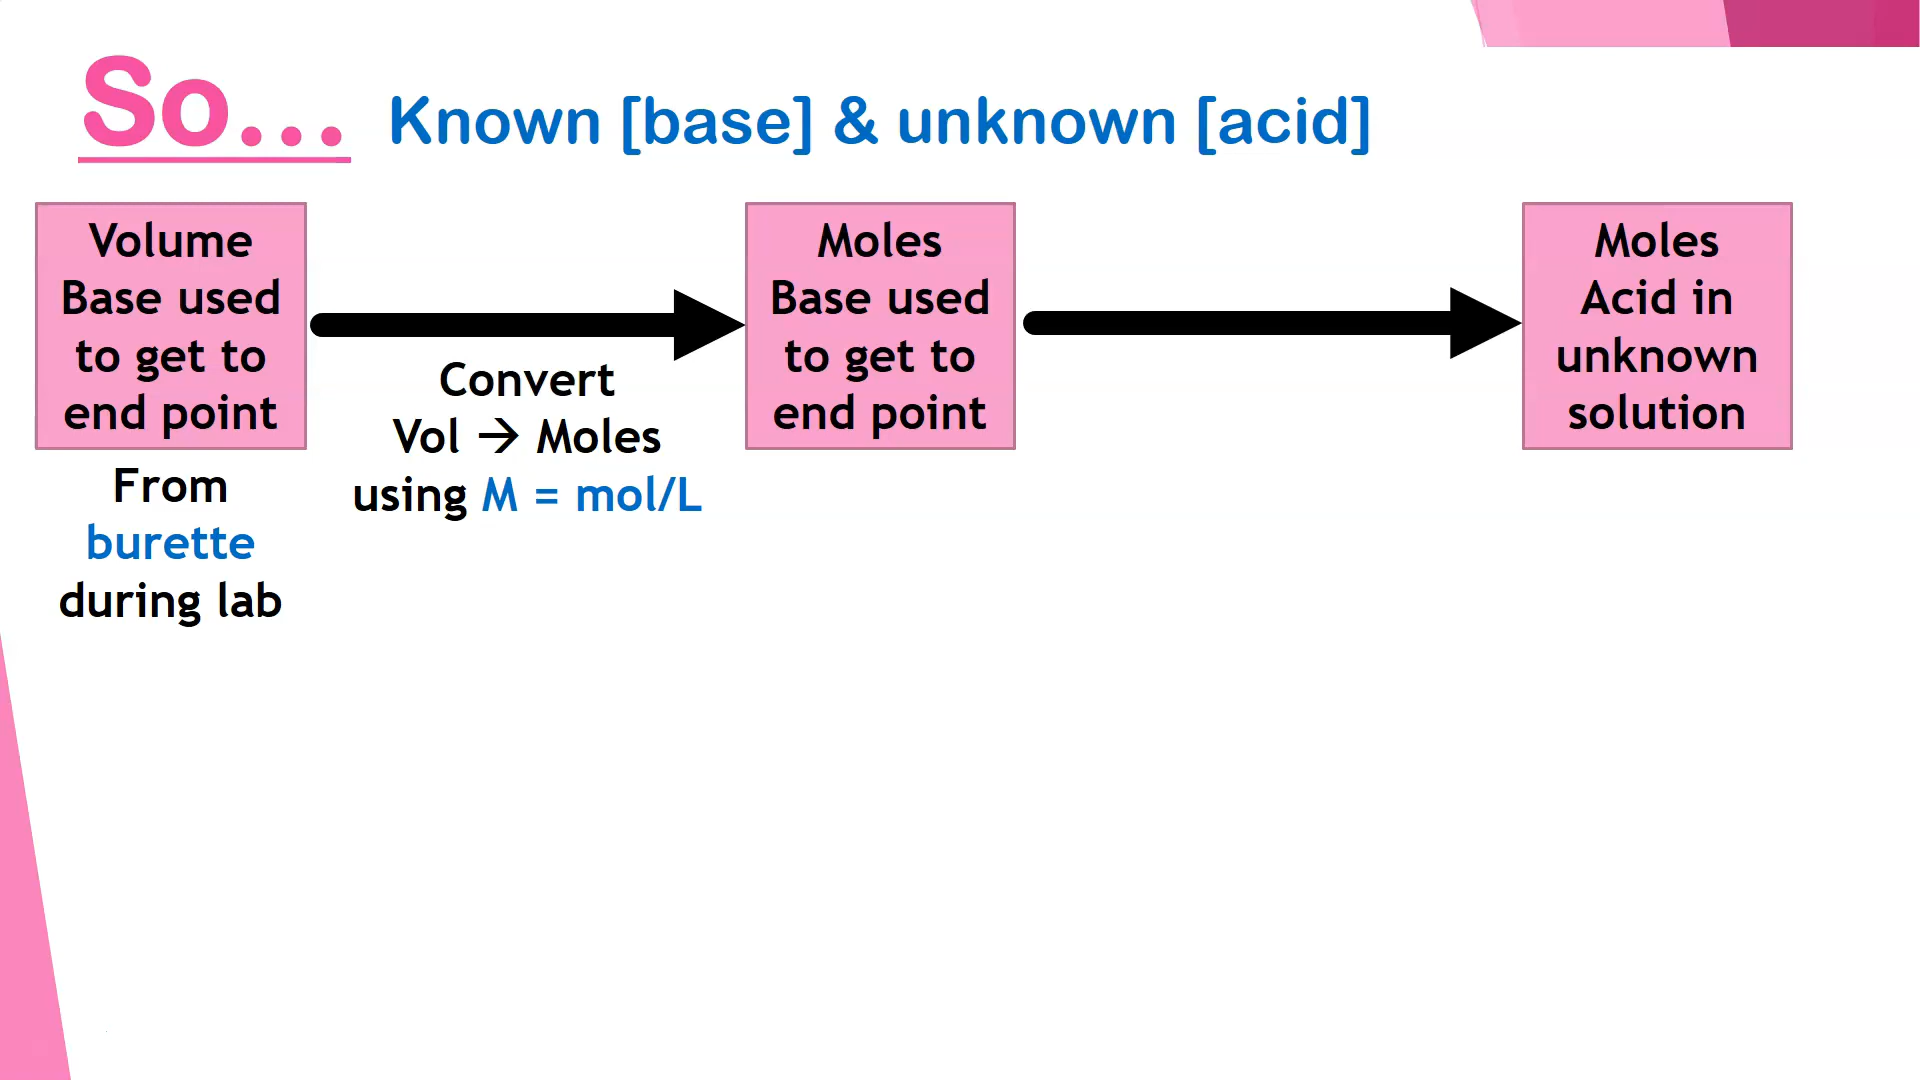 So... Known [base] & unknown [acid]
Volume
Base used
to get to
end point
From
burette
during lab
Convert
Vol → Moles
using M = mol/L
Moles
Base used
to get to
end point
Moles
Acid in
unknown
solution